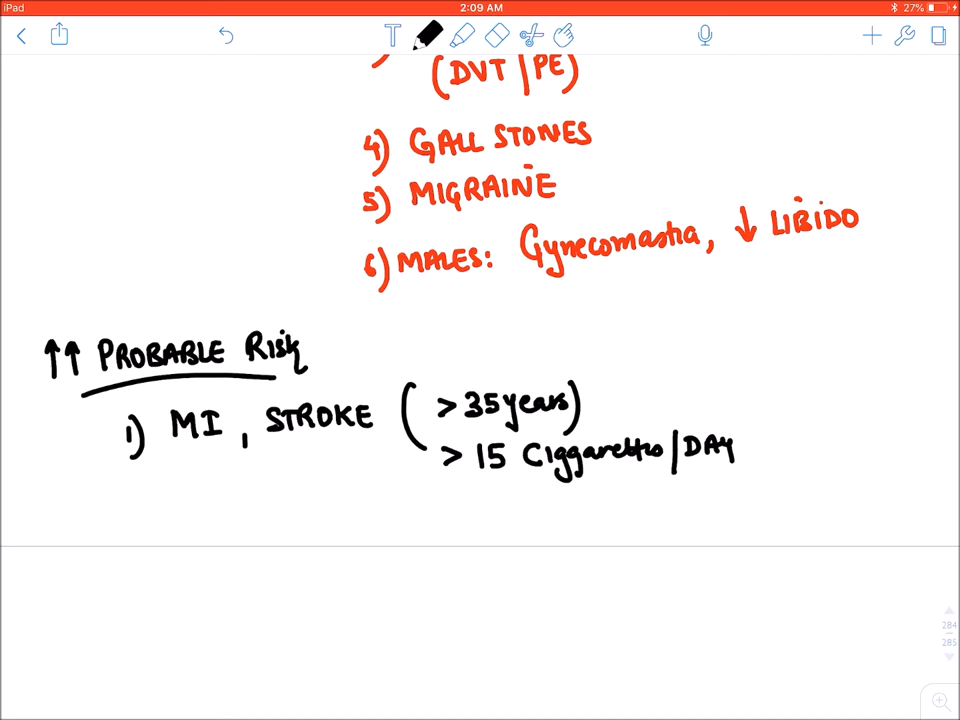 iPad
2:09 AM
27%
T
(DVT | PE)
4) GALL STONES
5) MIGRAINE
6) MALES: Gynecomastia, ↓ LIBIDO
↑↑ PROBABLE Risk
1) MI, STROKE ( > 35 years)
> 15 Ciggarettes/DAY
284
285